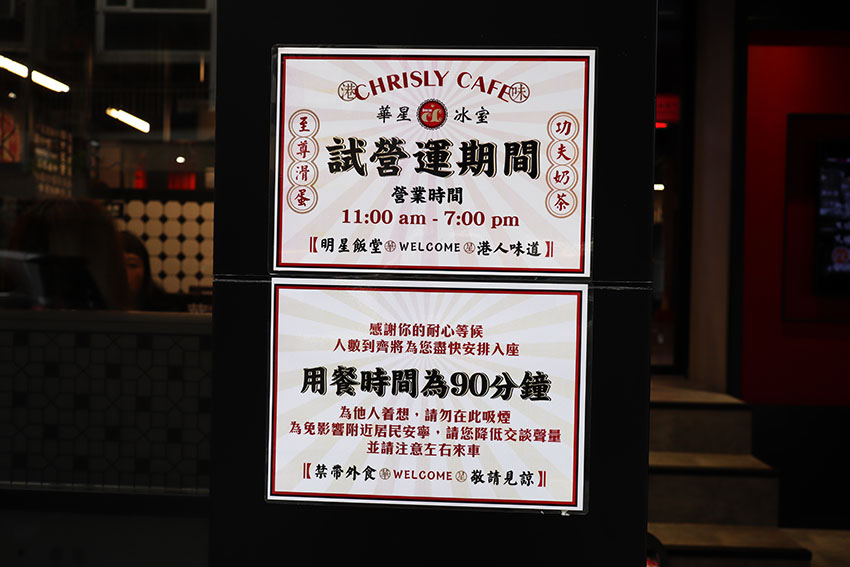 港 CHRISLY CAFE 味
華星 冰室
至尊滑蛋
試營運期間
功夫奶茶
營業時間
11:00 am - 7:00 pm
【明星飯堂 華 WELCOME 星 港人味道】
感謝你的耐心等候
人數到齊將為您盡快安排入座
用餐時間為90分鐘
為他人着想，請勿在此吸煙
為免影響附近居民安寧，請您降低交談聲量
並請注意左右來車
【禁帶外食 華 WELCOME 星 敬請見諒】